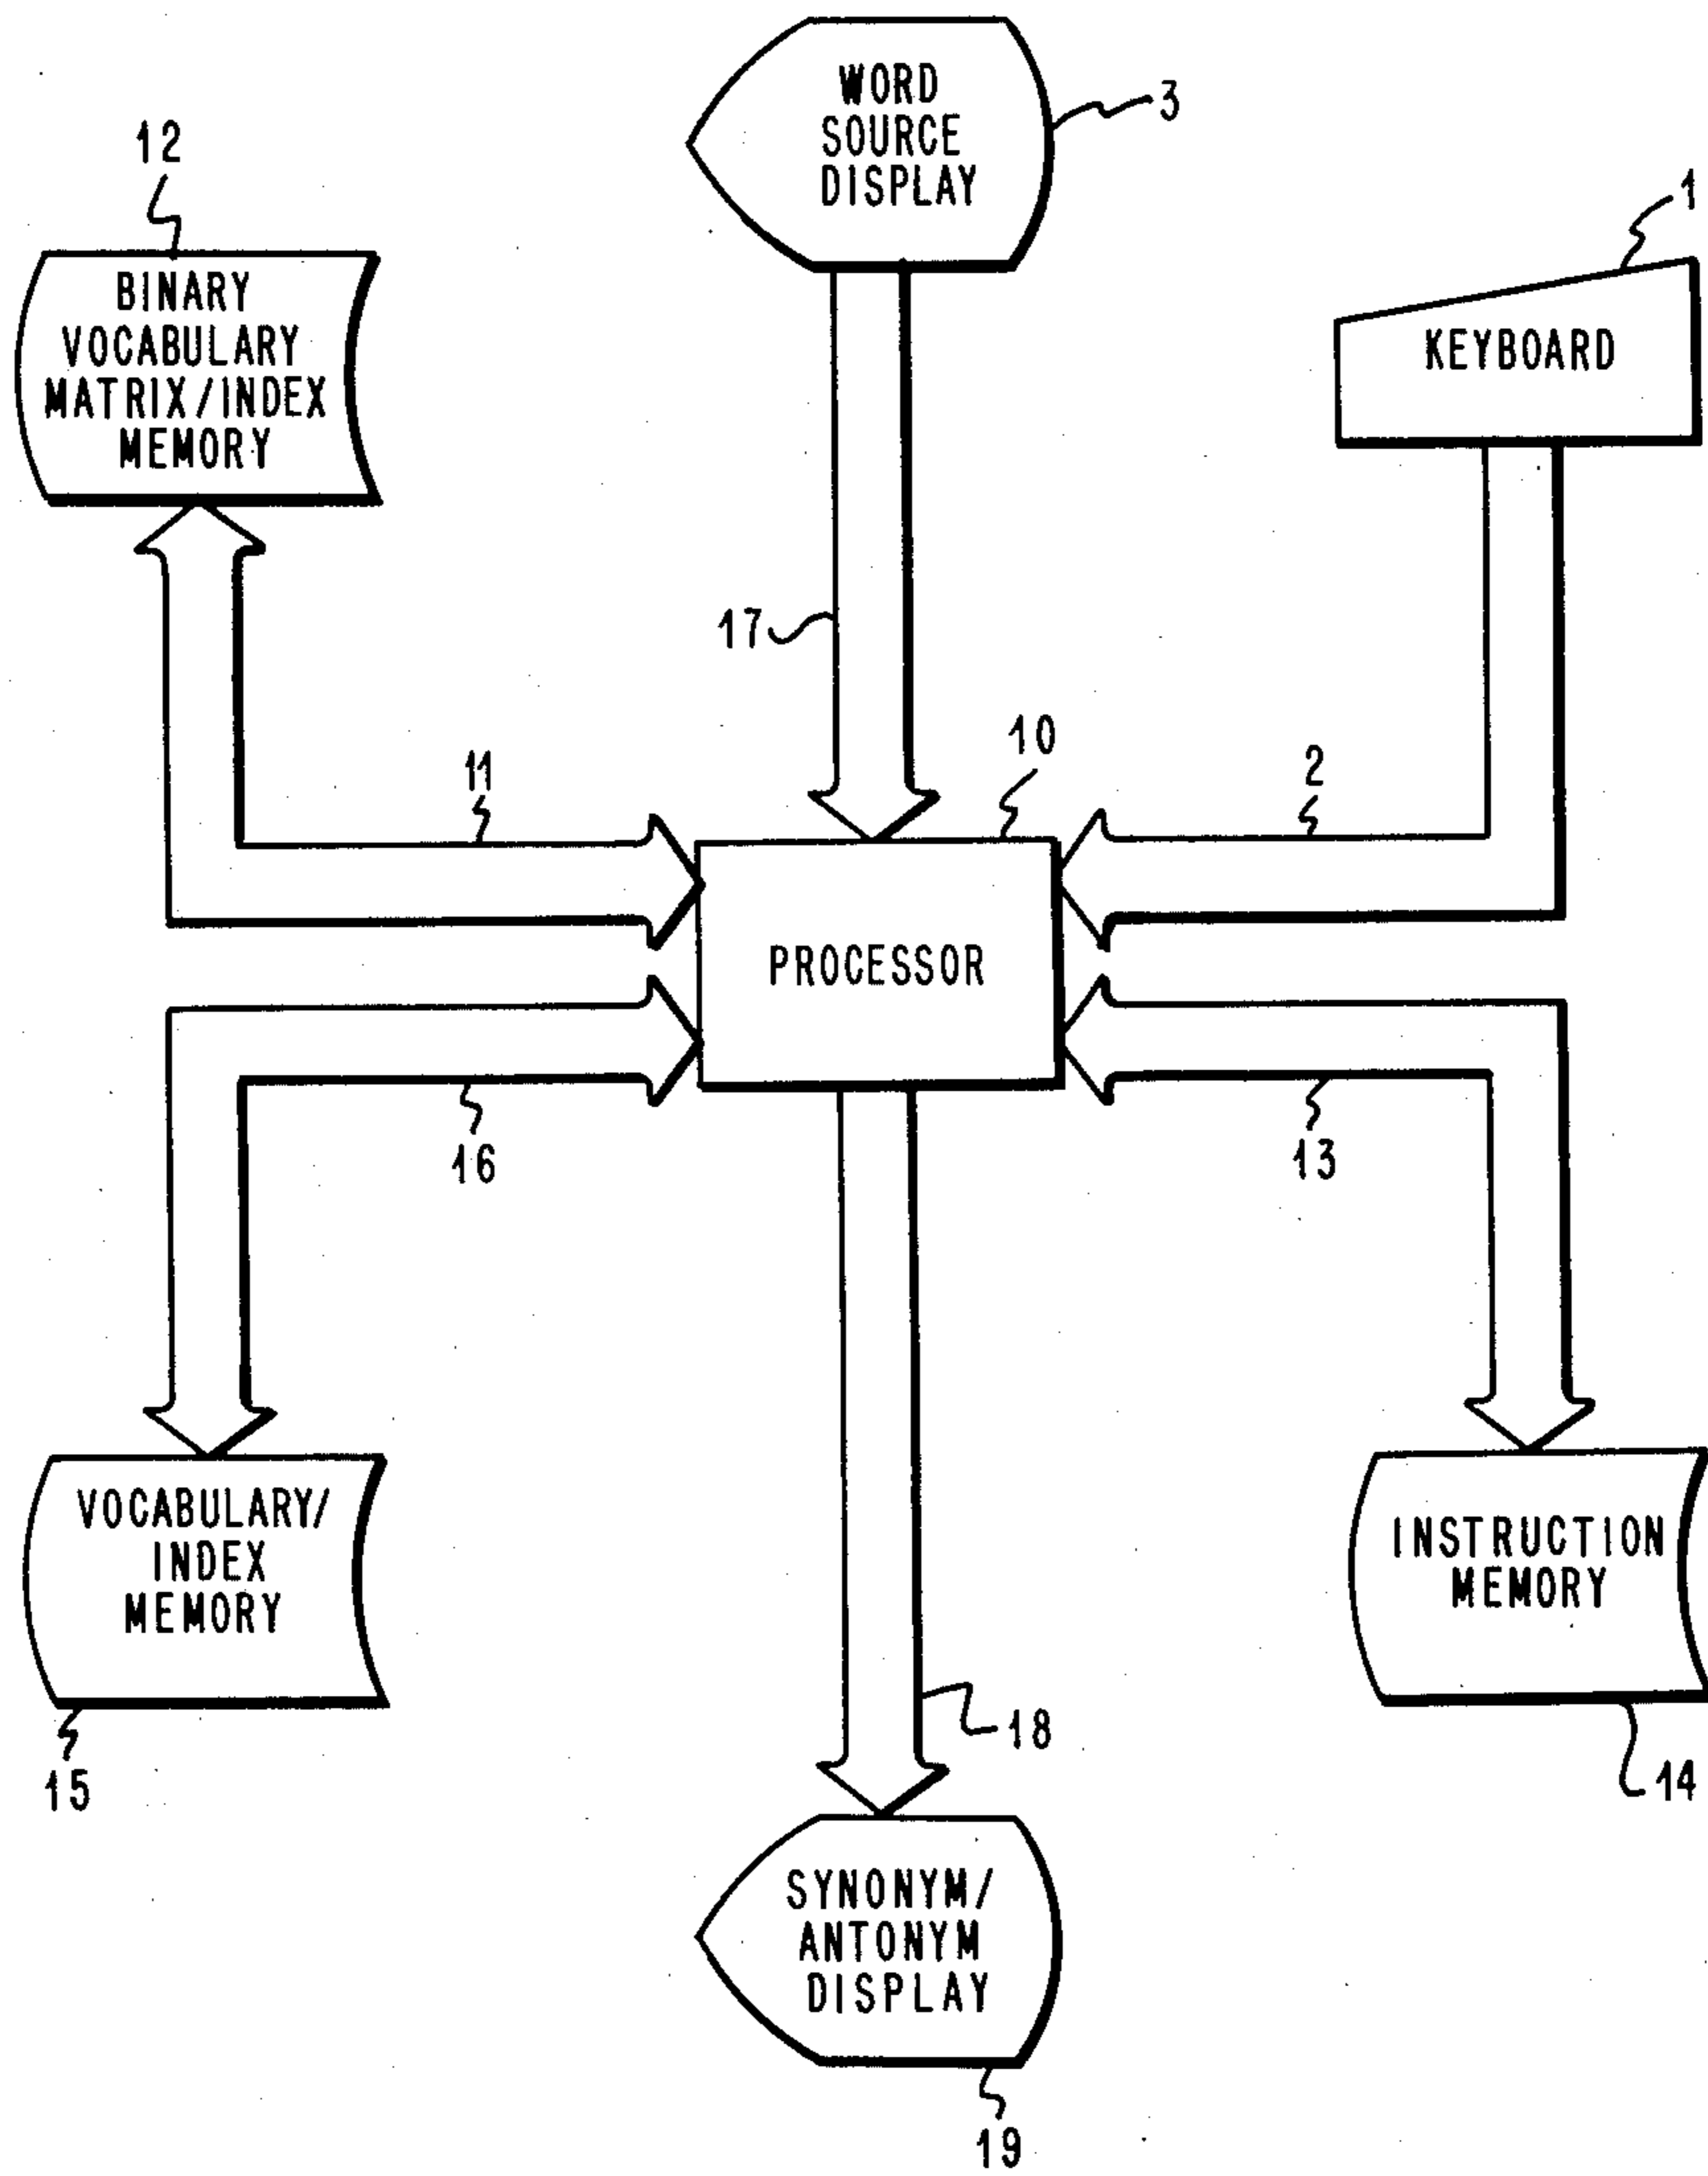 WORD
SOURCE
DISPLAY
3
12
BINARY
VOCABULARY
MATRIX/INDEX
MEMORY
1
KEYBOARD
17
11
10
2
PROCESSOR
16
13
VOCABULARY/
INDEX
MEMORY
15
INSTRUCTION
MEMORY
14
18
SYNONYM/
ANTONYM
DISPLAY
19